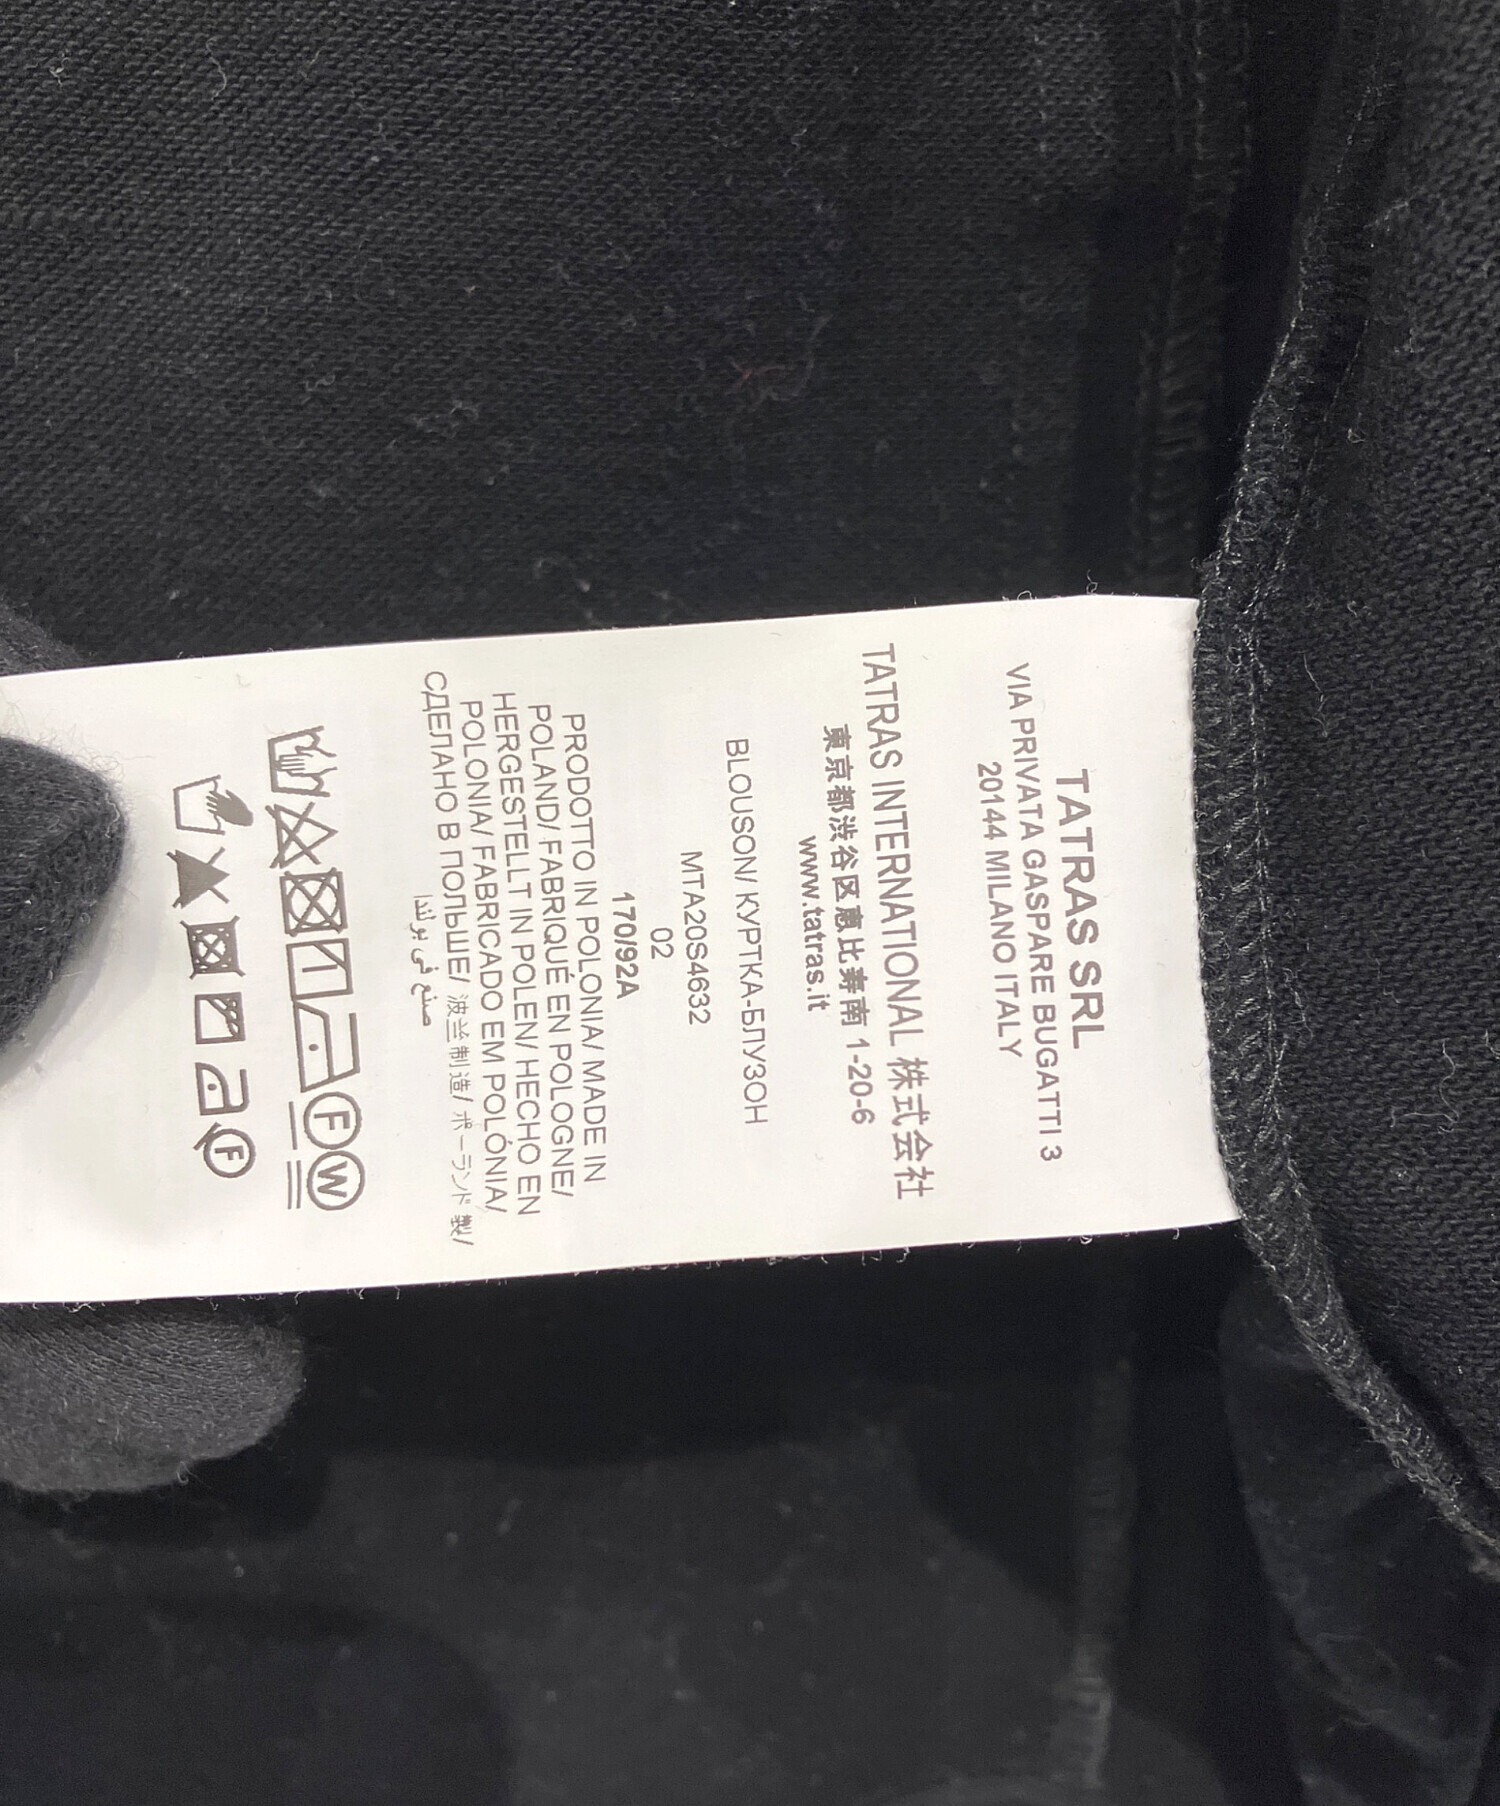 TATRAS SRL
VIA PRIVATA GASPARE BUGATTI 3
20144 MILANO ITALY
TATRAS INTERNATIONAL 株式会社
東京都渋谷区恵比寿南 1-20-6
www.tatras.it
BLOUSON/ КУРТКА-БЛУЗОН
MTA20S4632
02
170/92A
PRODOTTO IN POLONIA/ MADE IN
POLAND/ FABRIQUÉ EN POLOGNE/
HERGESTELLT IN POLEN/ HECHO EN
POLONIA/ FABRICADO EM POLÓNIA/
СДЕЛАНО В ПОЛЬШЕ/ 波兰制造/ ポーランド製/
صنع في بولندا
F W
F